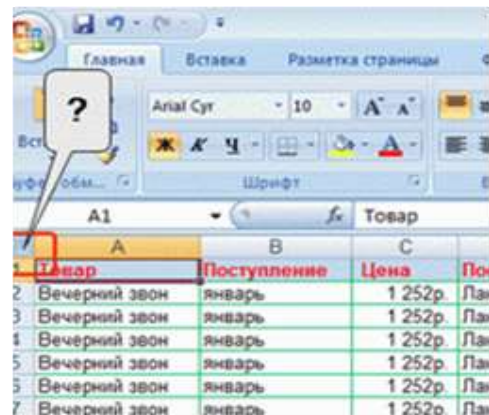 Главная Вставка Разметка страницы
?
Arial Cyr 10 A A
Ж К Ч A
Шрифт
A1 fx Товар
A B C
1 Товар Поступление Цена
2 Вечерний звон январь 1 252р.
3 Вечерний звон январь 1 252р.
4 Вечерний звон январь 1 252р.
5 Вечерний звон январь 1 252р.
6 Вечерний звон январь 1 252р.
7 Вечерний звон январь 1 252р.